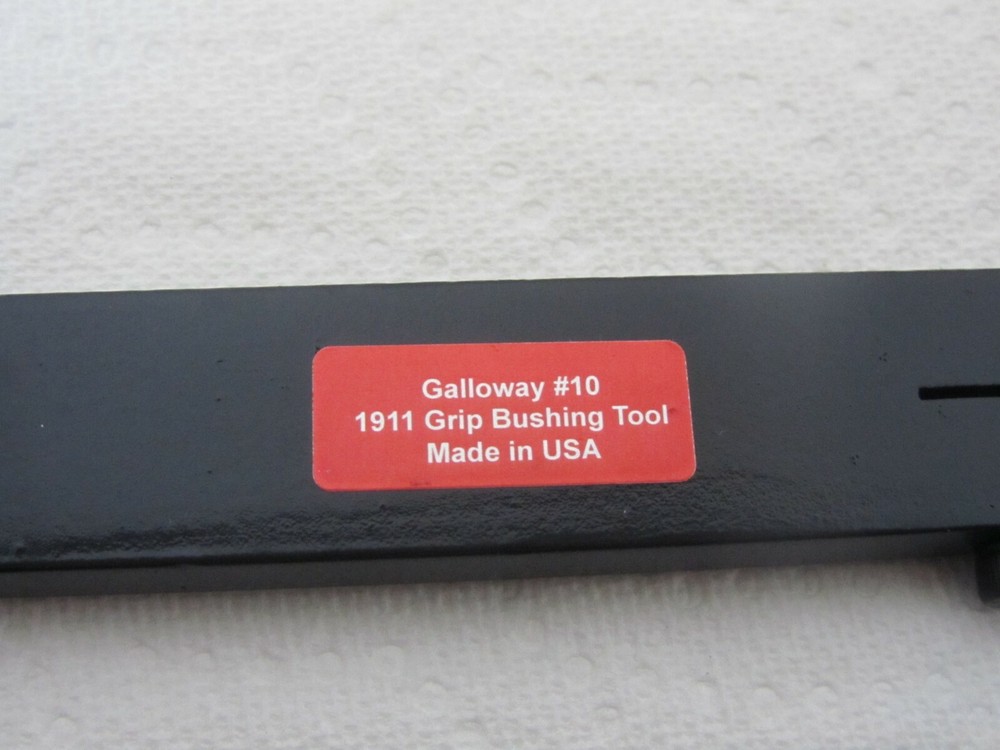 Galloway #10
1911 Grip Bushing Tool
Made in USA